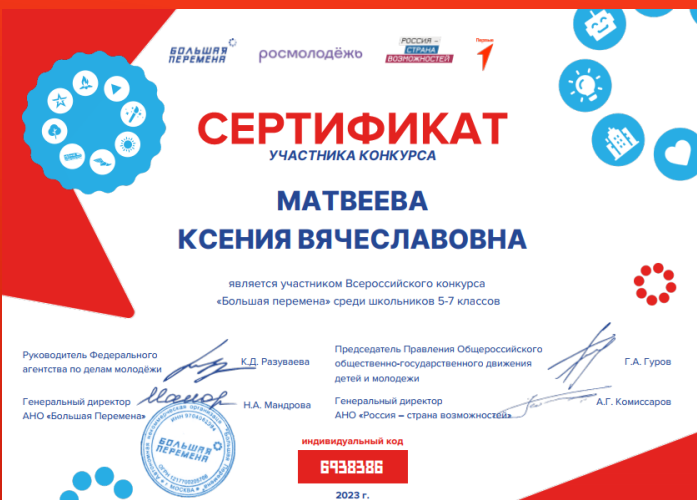 БОЛЬШАЯ
ПЕРЕМЕНА
росмолодёжь
РОССИЯ –
СТРАНА
ВОЗМОЖНОСТЕЙ
Первые
СЕРТИФИКАТ
УЧАСТНИКА КОНКУРСА
МАТВЕЕВА
КСЕНИЯ ВЯЧЕСЛАВОВНА
является участником Всероссийского конкурса
«Большая перемена» среди школьников 5-7 классов
Руководитель Федерального
агентства по делам молодёжи
К.Д. Разуваева
Генеральный директор
АНО «Большая Перемена»
Н.А. Мандрова
Председатель Правления Общероссийского
общественно-государственного движения
детей и молодежи
Г.А. Гуров
Генеральный директор
АНО «Россия – страна возможностей»
А.Г. Комиссаров
БОЛЬШАЯ
ПЕРЕМЕНА
индивидуальный код
6938386
2023 г.